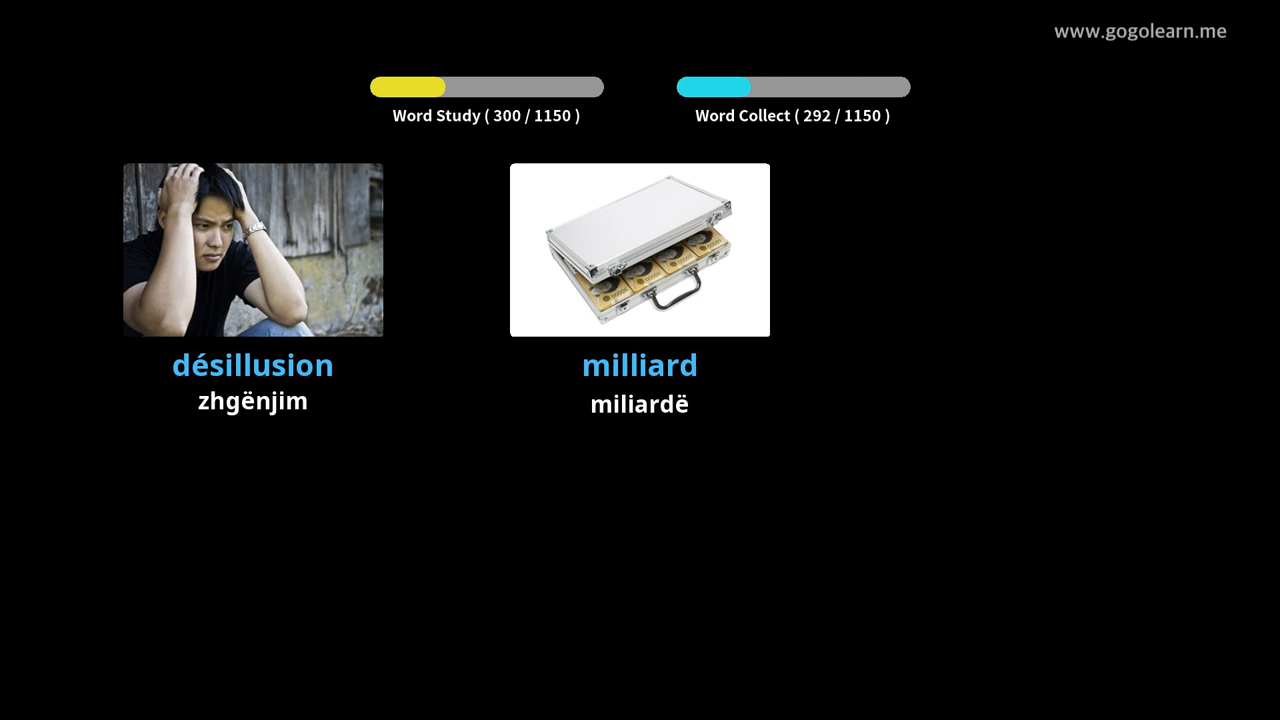 www.gogolearn.me
Word Study ( 300 / 1150 )
Word Collect ( 292 / 1150 )
désillusion
zhgënjim
milliard
miliardë